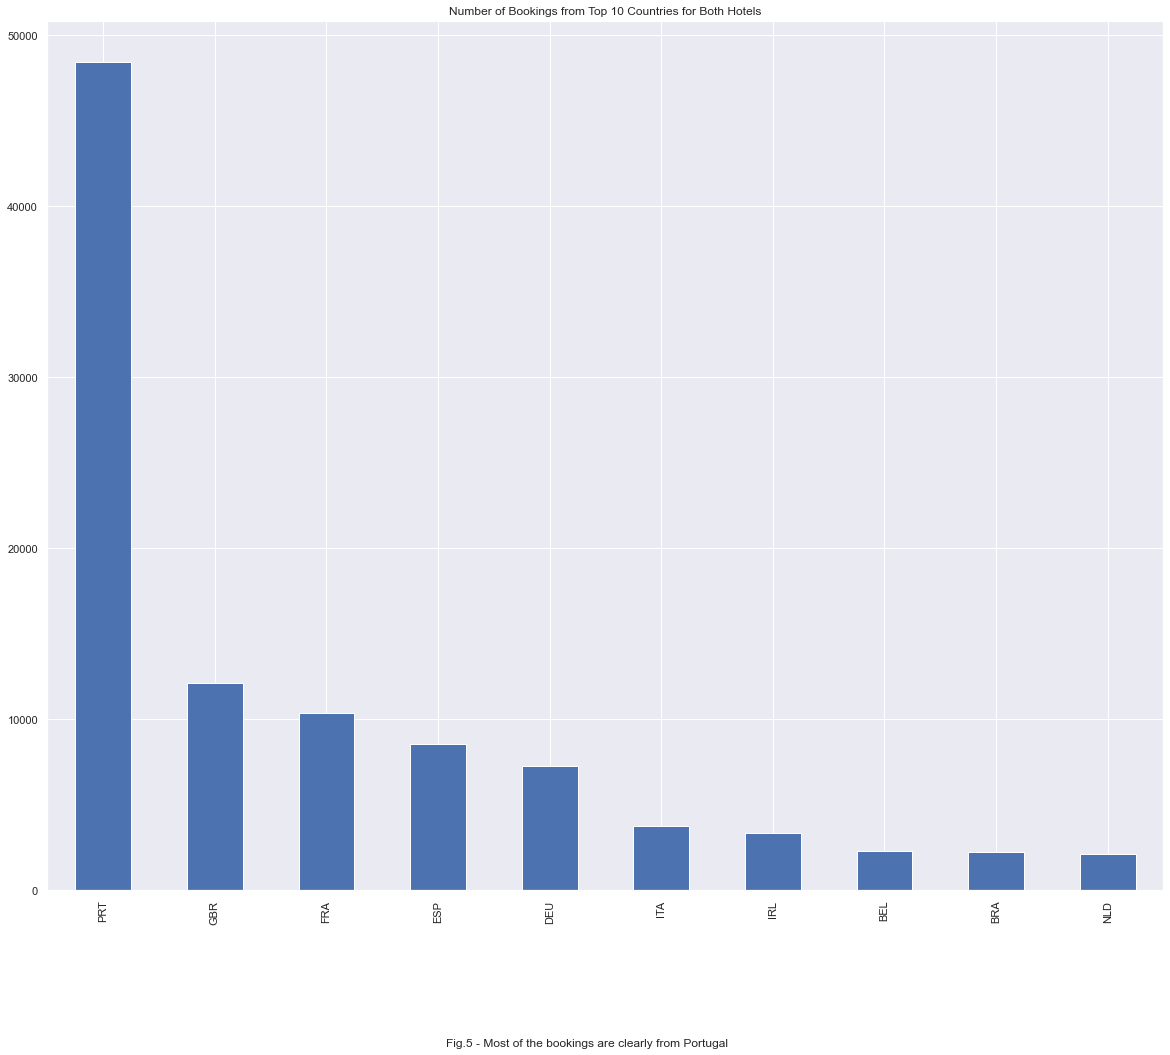 Number of Bookings from Top 10 Countries for Both Hotels
50000
40000
30000
20000
10000
0
PRT
GBR
FRA
ESP
DEU
ITA
IRL
BEL
BRA
NLD
Fig.5 - Most of the bookings are clearly from Portugal